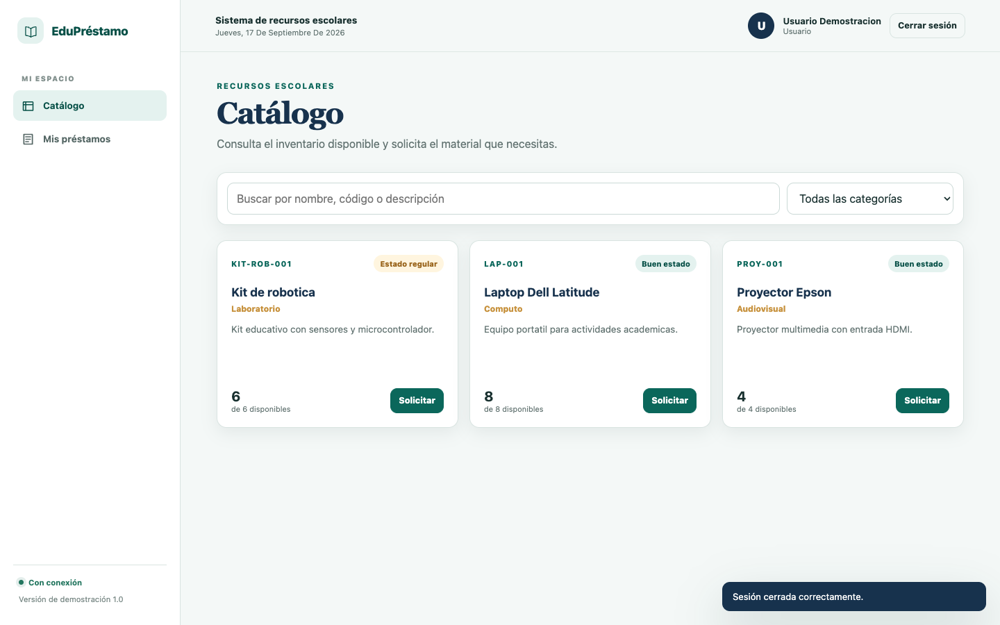 EduPréstamo
MI ESPACIO
Catálogo
Mis préstamos
Con conexión
Versión de demostración 1.0
Sistema de recursos escolares
Jueves, 17 De Septiembre De 2026
U
Usuario Demostracion
Usuario
Cerrar sesión
RECURSOS ESCOLARES
Catálogo
Consulta el inventario disponible y solicita el material que necesitas.
Buscar por nombre, código o descripción
Todas las categorías
KIT-ROB-001
Estado regular
Kit de robotica
Laboratorio
Kit educativo con sensores y microcontrolador.
6
de 6 disponibles
Solicitar
LAP-001
Buen estado
Laptop Dell Latitude
Computo
Equipo portatil para actividades academicas.
8
de 8 disponibles
Solicitar
PROY-001
Buen estado
Proyector Epson
Audiovisual
Proyector multimedia con entrada HDMI.
4
de 4 disponibles
Solicitar
Sesión cerrada correctamente.